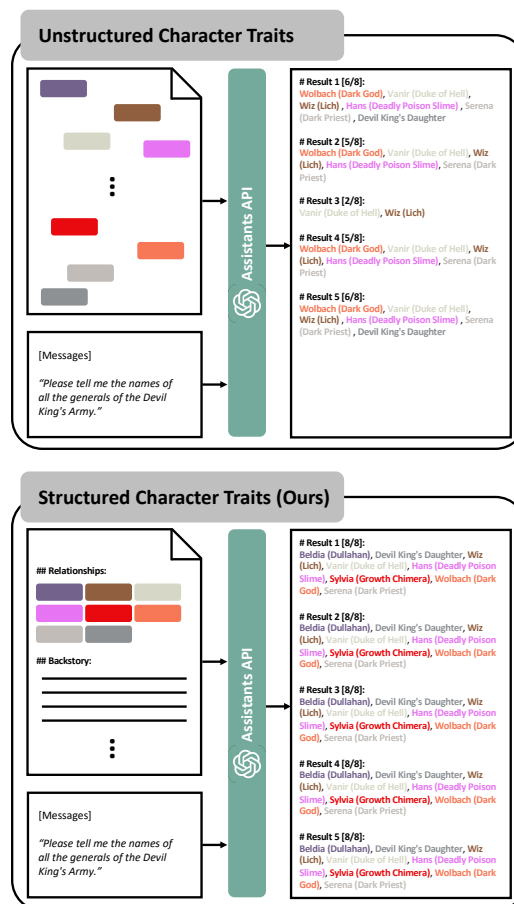 Unstructured Character Traits
[Messages]
"Please tell me the names of
all the generals of the Devil
King's Army."
Assistants API
# Result 1 [6/8]:
Wolbach (Dark God), Vanir (Duke of Hell),
Wiz (Lich) , Hans (Deadly Poison Slime) , Serena
(Dark Priest) , Devil King's Daughter
# Result 2 [5/8]:
Wolbach (Dark God), Vanir (Duke of Hell), Wiz
(Lich), Hans (Deadly Poison Slime), Serena (Dark
Priest)
# Result 3 [2/8]:
Vanir (Duke of Hell), Wiz (Lich)
# Result 4 [5/8]:
Wolbach (Dark God), Vanir (Duke of Hell), Wiz
(Lich), Hans (Deadly Poison Slime), Serena (Dark
Priest)
# Result 5 [6/8]:
Wolbach (Dark God), Vanir (Duke of Hell),
Wiz (Lich) , Hans (Deadly Poison Slime) , Serena
(Dark Priest) , Devil King's Daughter
Structured Character Traits (Ours)
## Relationships:
## Backstory:
[Messages]
"Please tell me the names of
all the generals of the Devil
King's Army."
Assistants API
# Result 1 [8/8]:
Beldia (Dullahan), Devil King's Daughter, Wiz
(Lich), Vanir (Duke of Hell), Hans (Deadly Poison
Slime), Sylvia (Growth Chimera), Wolbach (Dark
God), Serena (Dark Priest)
# Result 2 [8/8]:
Beldia (Dullahan), Devil King's Daughter, Wiz
(Lich), Vanir (Duke of Hell), Hans (Deadly Poison
Slime), Sylvia (Growth Chimera), Wolbach (Dark
God), Serena (Dark Priest)
# Result 3 [8/8]:
Beldia (Dullahan), Devil King's Daughter, Wiz
(Lich), Vanir (Duke of Hell), Hans (Deadly Poison
Slime), Sylvia (Growth Chimera), Wolbach (Dark
God), Serena (Dark Priest)
# Result 4 [8/8]:
Beldia (Dullahan), Devil King's Daughter, Wiz
(Lich), Vanir (Duke of Hell), Hans (Deadly Poison
Slime), Sylvia (Growth Chimera), Wolbach (Dark
God), Serena (Dark Priest)
# Result 5 [8/8]:
Beldia (Dullahan), Devil King's Daughter, Wiz
(Lich), Vanir (Duke of Hell), Hans (Deadly Poison
Slime), Sylvia (Growth Chimera), Wolbach (Dark
God), Serena (Dark Priest)